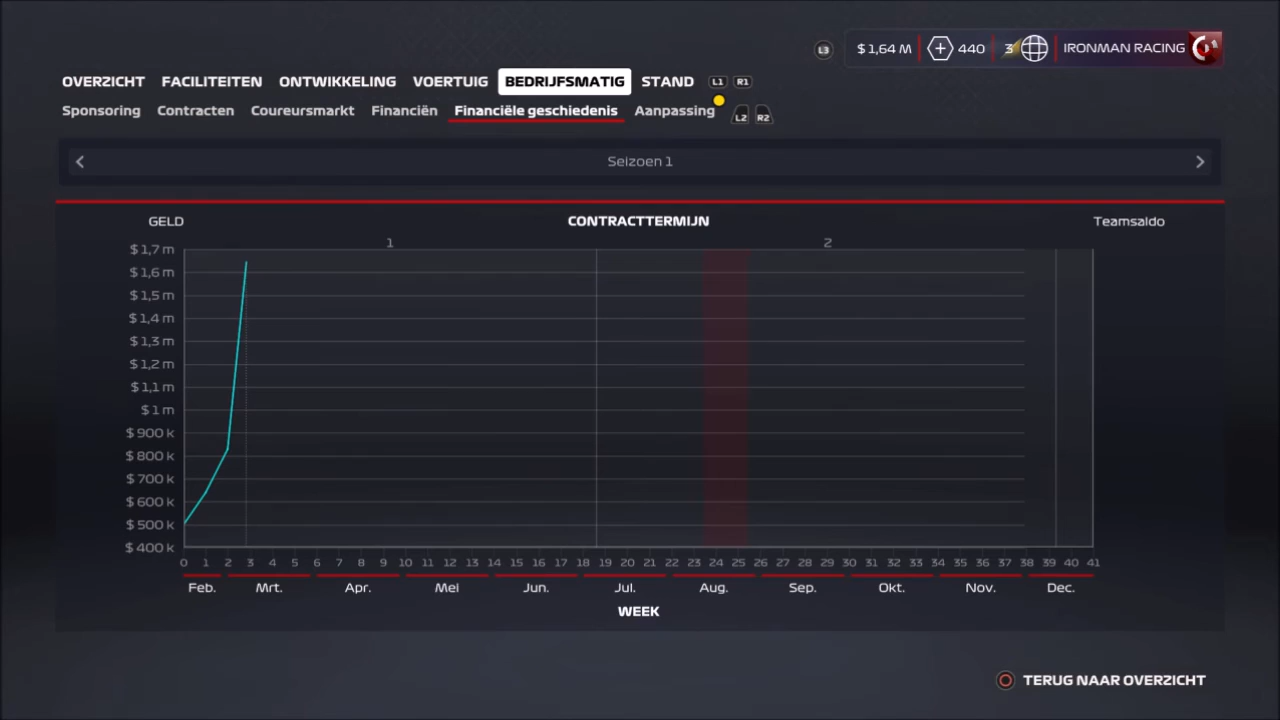 L3 $ 1,64 M 440 3 IRONMAN RACING
OVERZICHT FACILITEITEN ONTWIKKELING VOERTUIG BEDRIJFSMATIG STAND L1 R1
Sponsoring Contracten Coureursmarkt Financiën Financiële geschiedenis Aanpassing L2 R2
Seizoen 1
GELD CONTRACTTERMIJN Teamsaldo
1 2
$ 1,7 m
$ 1,6 m
$ 1,5 m
$ 1,4 m
$ 1,3 m
$ 1,2 m
$ 1,1 m
$ 1 m
$ 900 k
$ 800 k
$ 700 k
$ 600 k
$ 500 k
$ 400 k
0 1 2 3 4 5 6 7 8 9 10 11 12 13 14 15 16 17 18 19 20 21 22 23 24 25 26 27 28 29 30 31 32 33 34 35 36 37 38 39 40 41
Feb. Mrt. Apr. Mei Jun. Jul. Aug. Sep. Okt. Nov. Dec.
WEEK
TERUG NAAR OVERZICHT